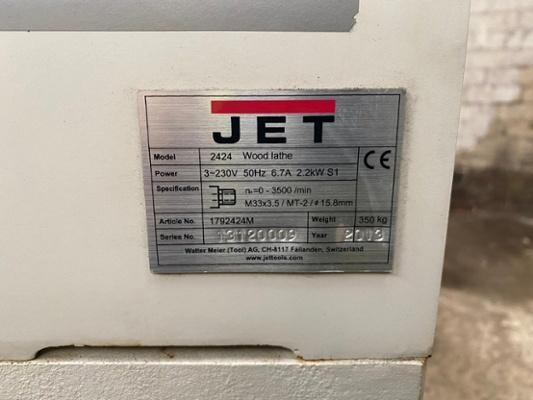 JET
Model 2424 Wood lathe
CE
Power 3~230V 50Hz 6.7A 2.2kW S1
Specification n₀=0 - 3500 /min
M33x3.5 / MT-2 / ø15.8mm
Article No. 1792424M Weight 350 kg
Series No. 13120009 Year 2013
Walter Meier (Tool) AG, CH-8117 Fällanden, Switzerland
www.jettools.com